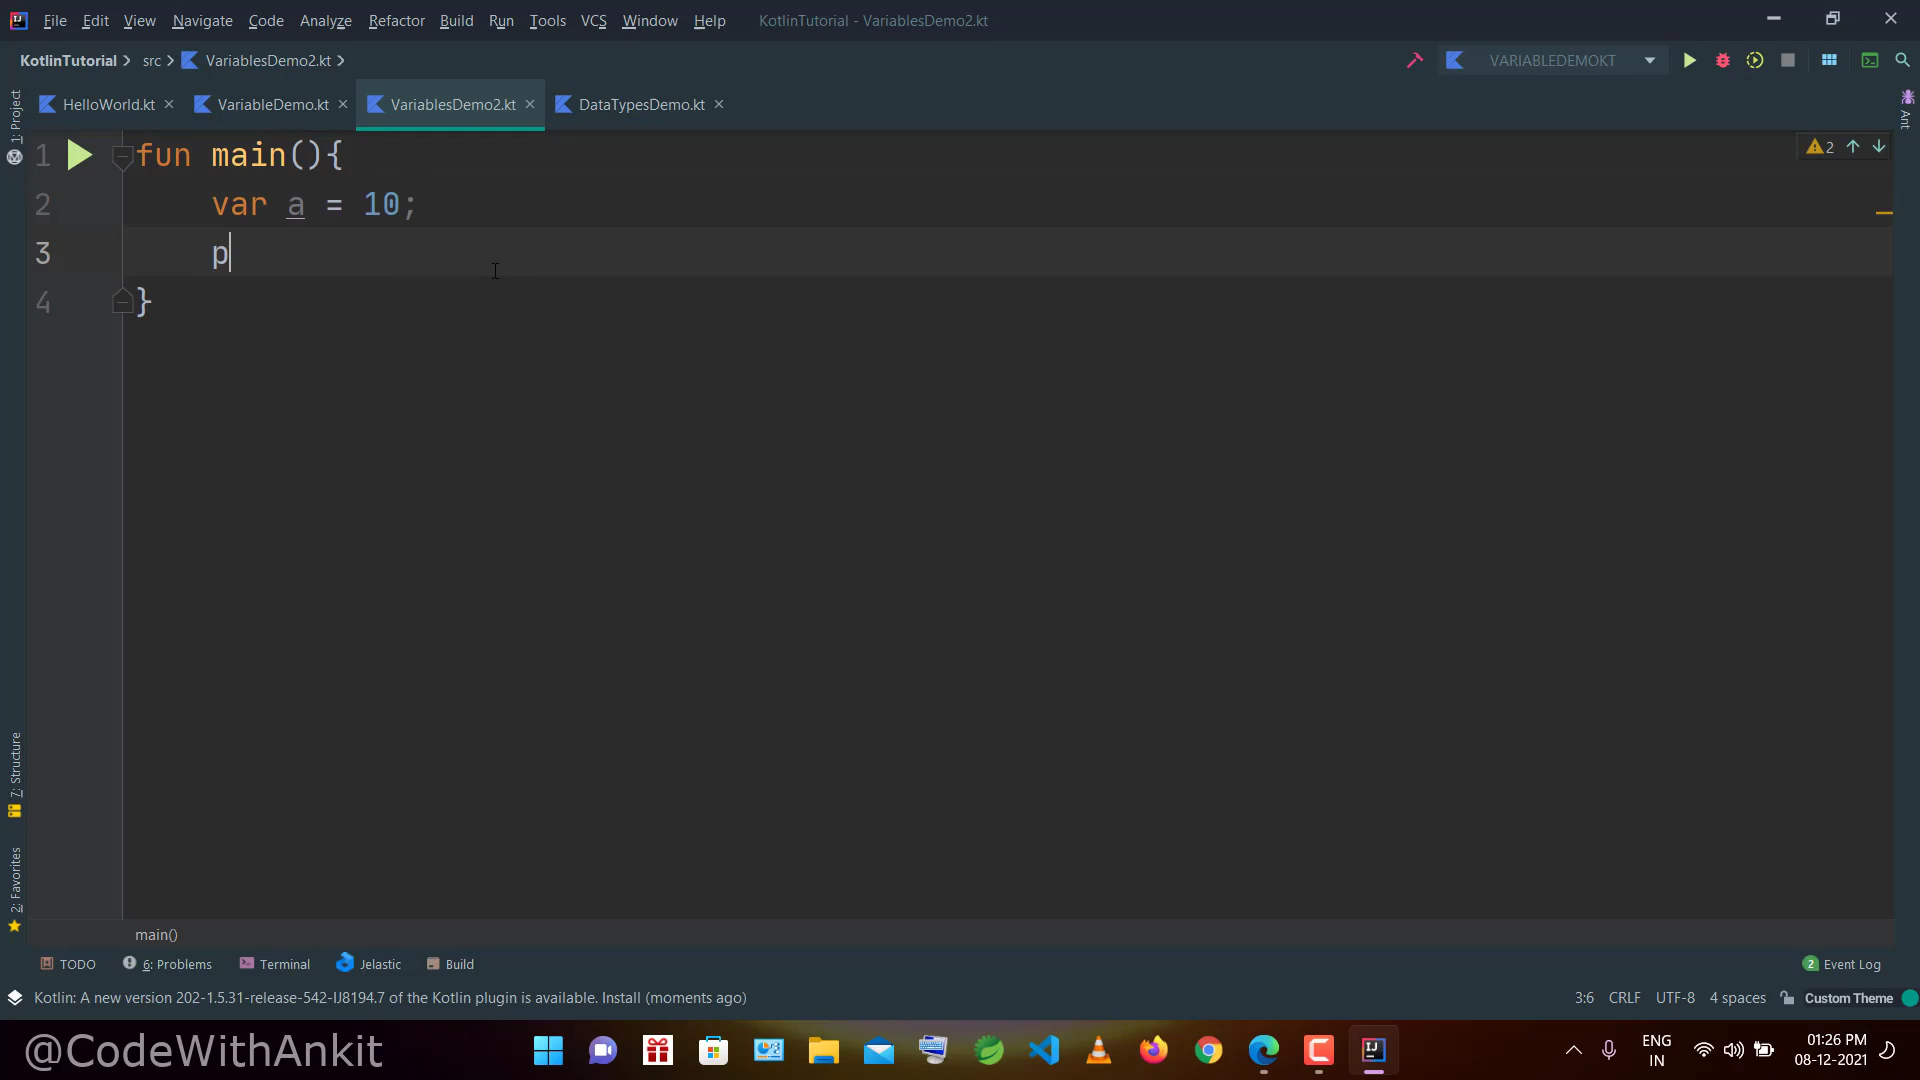 File Edit View Navigate Code Analyze Refactor Build Run Tools VCS Window Help KotlinTutorial - VariablesDemo2.kt
KotlinTutorial src VariablesDemo2.kt VARIABLEDEMOKT
HelloWorld.kt VariableDemo.kt VariablesDemo2.kt DataTypesDemo.kt
1: Project
Ant
1 fun main(){
2 var a = 10;
3 p
4 }
2
7: Structure
2: Favorites
main()
TODO 6: Problems Terminal Jelastic Build 2 Event Log
Kotlin: A new version 202-1.5.31-release-542-IJ8194.7 of the Kotlin plugin is available. Install (moments ago) 3:6 CRLF UTF-8 4 spaces Custom Theme
@CodeWithAnkit
ENG
IN
01:26 PM
08-12-2021